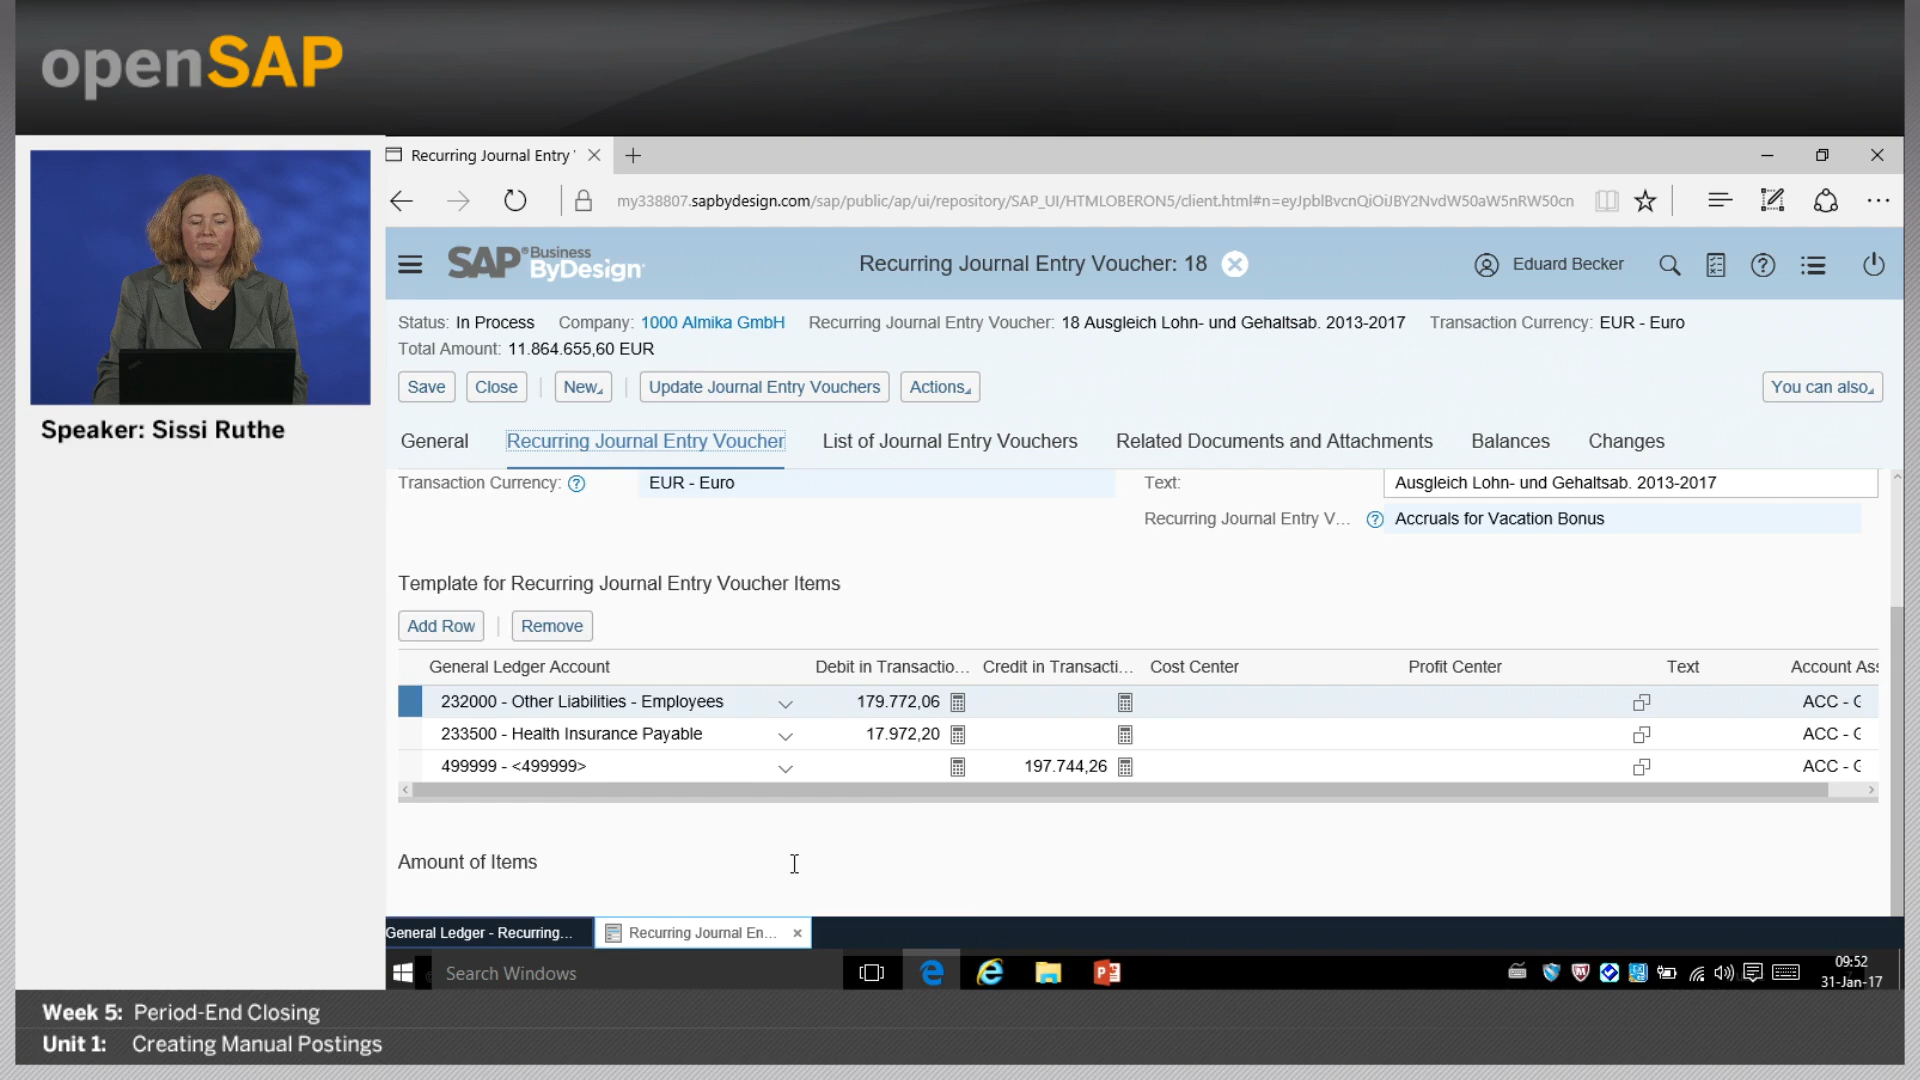 openSAP
Recurring Journal Entry
my338807.sapbydesign.com/sap/public/ap/ui/repository/SAP_UI/HTMLOBERON5/client.html#n=eyJpblBvcnQiOiJBY2NvdW50aW5nRW50cn
SAP Business ByDesign
Recurring Journal Entry Voucher: 18
Eduard Becker
Status: In Process Company: 1000 Almika GmbH Recurring Journal Entry Voucher: 18 Ausgleich Lohn- und Gehaltsab. 2013-2017 Transaction Currency: EUR - Euro
Total Amount: 11.864.655,60 EUR
Save Close New Update Journal Entry Vouchers Actions You can also
General Recurring Journal Entry Voucher List of Journal Entry Vouchers Related Documents and Attachments Balances Changes
Transaction Currency: EUR - Euro Text: Ausgleich Lohn- und Gehaltsab. 2013-2017
Recurring Journal Entry V... Accruals for Vacation Bonus
Template for Recurring Journal Entry Voucher Items
Add Row Remove
General Ledger Account Debit in Transactio... Credit in Transacti... Cost Center Profit Center Text Account Ass
232000 - Other Liabilities - Employees 179.772,06 ACC - G
233500 - Health Insurance Payable 17.972,20 ACC - G
499999 - <499999> 197.744,26 ACC - G
Amount of Items
General Ledger - Recurring... Recurring Journal En...
Search Windows
09:52
31-Jan-17
Speaker: Sissi Ruthe
Week 5: Period-End Closing
Unit 1: Creating Manual Postings